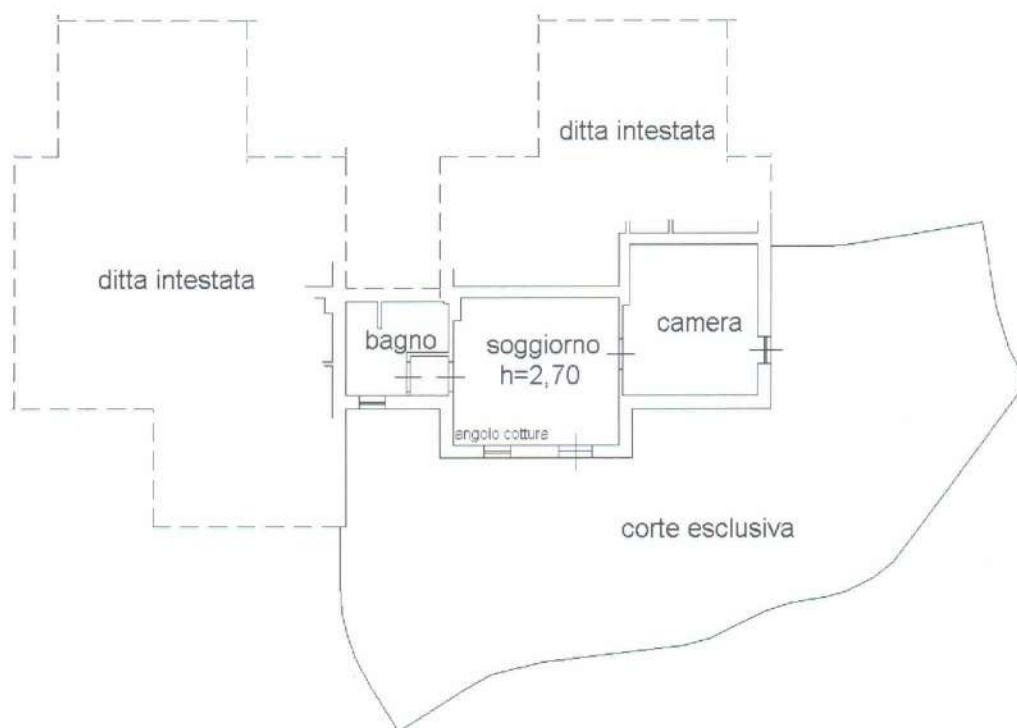 ditta intestata
ditta intestata
camera
bagno
soggiorno
h=2,70
angolo cottura
corte esclusiva